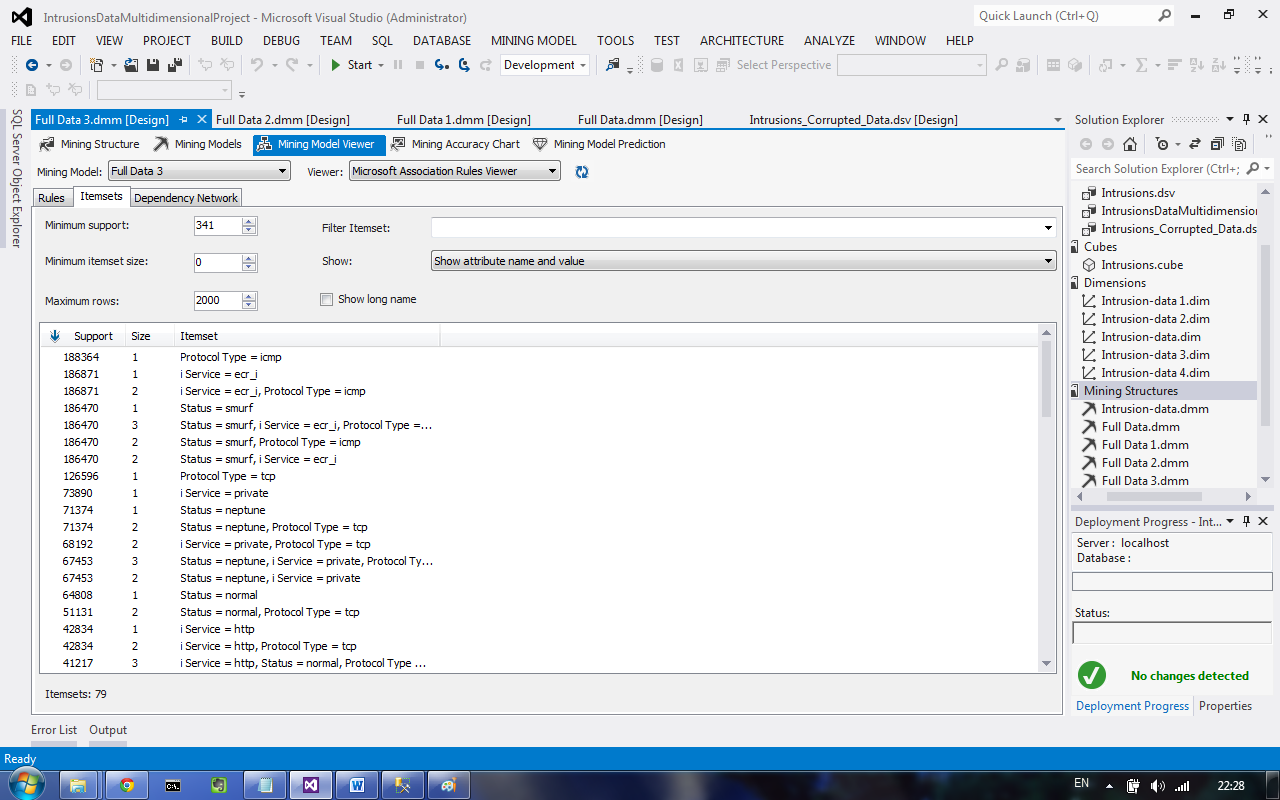 IntrusionsDataMultidimensionalProject - Microsoft Visual Studio (Administrator)
Quick Launch (Ctrl+Q)
FILE EDIT VIEW PROJECT BUILD DEBUG TEAM SQL DATABASE MINING MODEL TOOLS TEST ARCHITECTURE ANALYZE WINDOW HELP
Start Development Select Perspective
SQL Server Object Explorer
Full Data 3.dmm [Design] Full Data 2.dmm [Design] Full Data 1.dmm [Design] Full Data.dmm [Design] Intrusions_Corrupted_Data.dsv [Design]
Mining Structure Mining Models Mining Model Viewer Mining Accuracy Chart Mining Model Prediction
Mining Model: Full Data 3 Viewer: Microsoft Association Rules Viewer
Rules Itemsets Dependency Network
Minimum support: 341 Filter Itemset:
Minimum itemset size: 0 Show: Show attribute name and value
Maximum rows: 2000 Show long name
Support Size Itemset
188364 1 Protocol Type = icmp
186871 1 i Service = ecr_i
186871 2 i Service = ecr_i, Protocol Type = icmp
186470 1 Status = smurf
186470 3 Status = smurf, i Service = ecr_i, Protocol Type =...
186470 2 Status = smurf, Protocol Type = icmp
186470 2 Status = smurf, i Service = ecr_i
126596 1 Protocol Type = tcp
73890 1 i Service = private
71374 1 Status = neptune
71374 2 Status = neptune, Protocol Type = tcp
68192 2 i Service = private, Protocol Type = tcp
67453 3 Status = neptune, i Service = private, Protocol Ty...
67453 2 Status = neptune, i Service = private
64808 1 Status = normal
51131 2 Status = normal, Protocol Type = tcp
42834 1 i Service = http
42834 2 i Service = http, Protocol Type = tcp
41217 3 i Service = http, Status = normal, Protocol Type ...
Itemsets: 79
Solution Explorer
Search Solution Explorer (Ctrl+;
Intrusions.dsv
IntrusionsDataMultidimension
Intrusions_Corrupted_Data.ds
Cubes
Intrusions.cube
Dimensions
Intrusion-data 1.dim
Intrusion-data 2.dim
Intrusion-data.dim
Intrusion-data 3.dim
Intrusion-data 4.dim
Mining Structures
Intrusion-data.dmm
Full Data.dmm
Full Data 1.dmm
Full Data 2.dmm
Full Data 3.dmm
Deployment Progress - Int...
Server : localhost
Database :
Status:
No changes detected
Deployment Progress Properties
Error List Output
Ready
EN 22:28